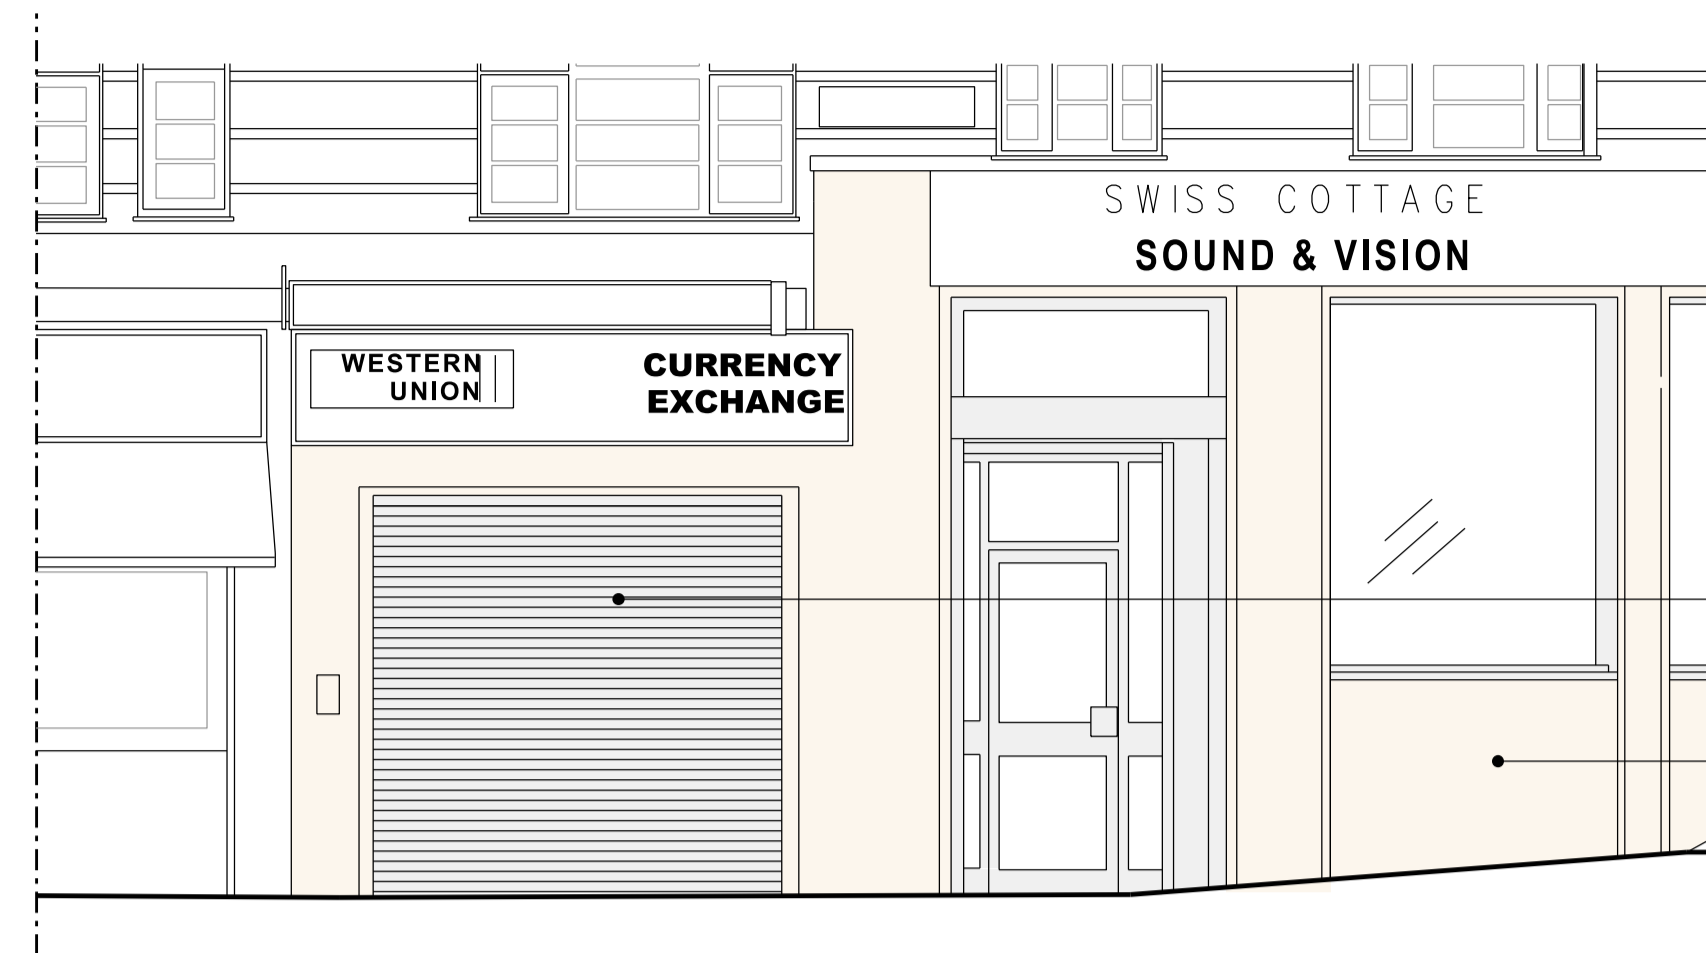 SWISS COTTAGE
SOUND & VISION
WESTERN
UNION
CURRENCY
EXCHANGE